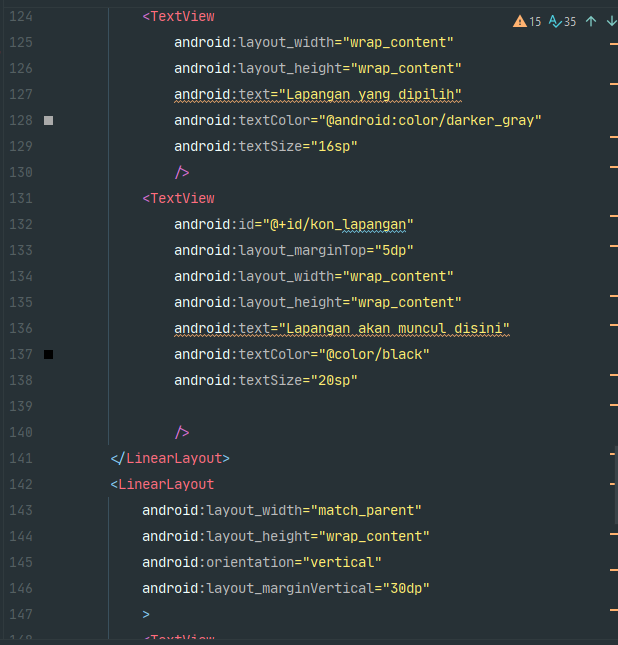 124 <TextView 15 35
125 android:layout_width="wrap_content"
126 android:layout_height="wrap_content"
127 android:text="Lapangan yang dipilih"
128 android:textColor="@android:color/darker_gray"
129 android:textSize="16sp"
130 />
131 <TextView
132 android:id="@+id/kon_lapangan"
133 android:layout_marginTop="5dp"
134 android:layout_width="wrap_content"
135 android:layout_height="wrap_content"
136 android:text="Lapangan akan muncul disini"
137 android:textColor="@color/black"
138 android:textSize="20sp"
139
140 />
141 </LinearLayout>
142 <LinearLayout
143 android:layout_width="match_parent"
144 android:layout_height="wrap_content"
145 android:orientation="vertical"
146 android:layout_marginVertical="30dp"
147 >
148 <TextView